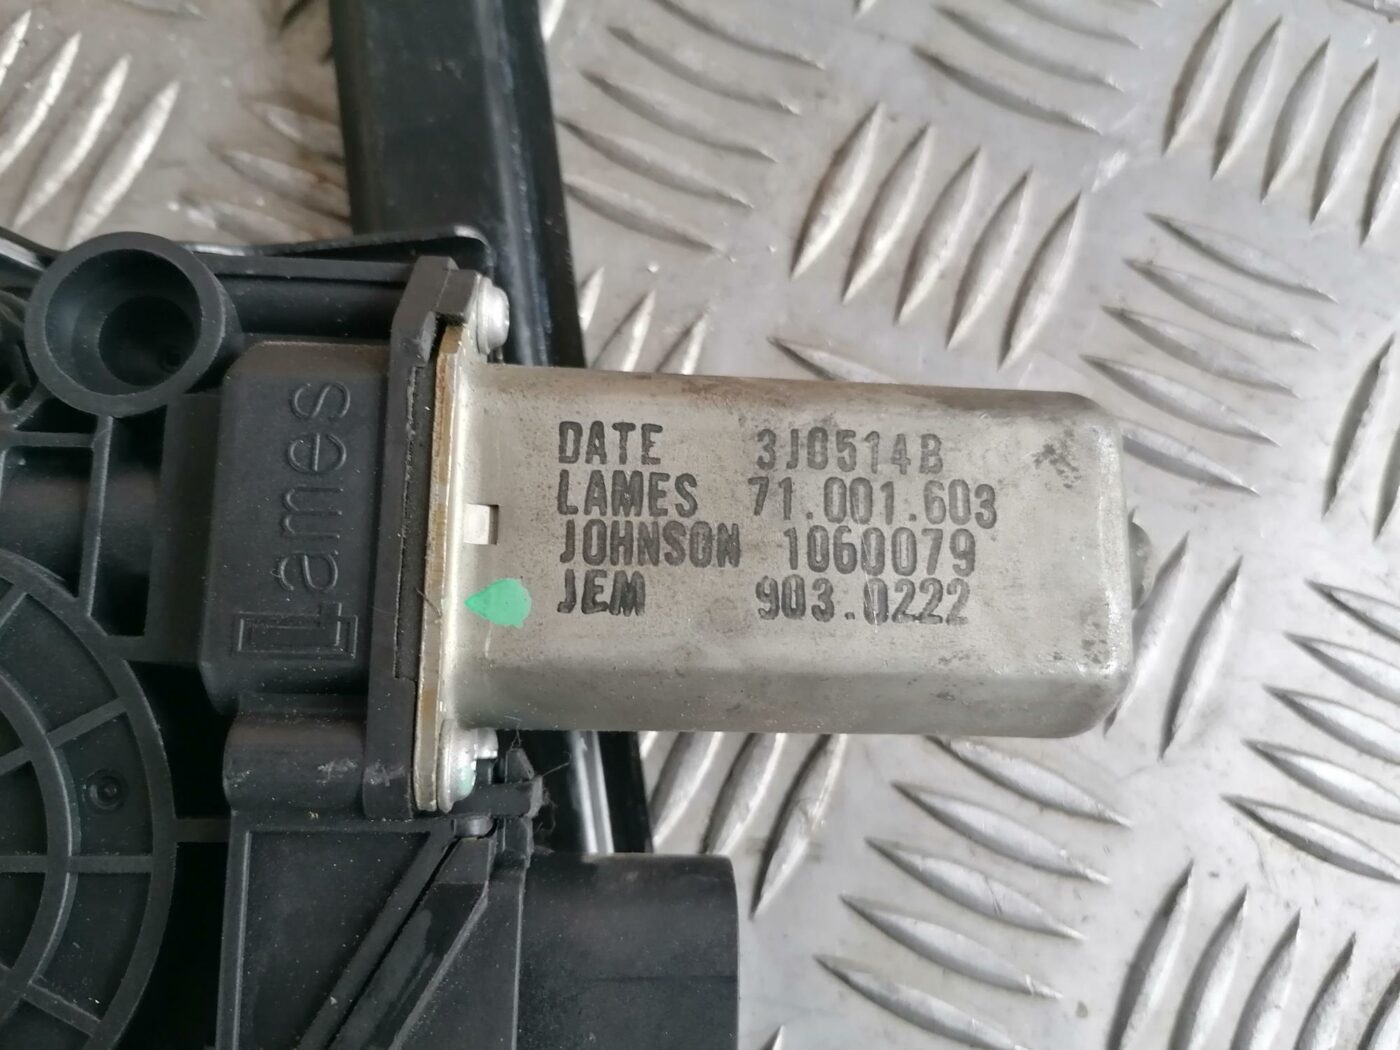 Lames
DATE 3J0514B
LAMES 71.001.603
JOHNSON 1060079
JEM 903.0222